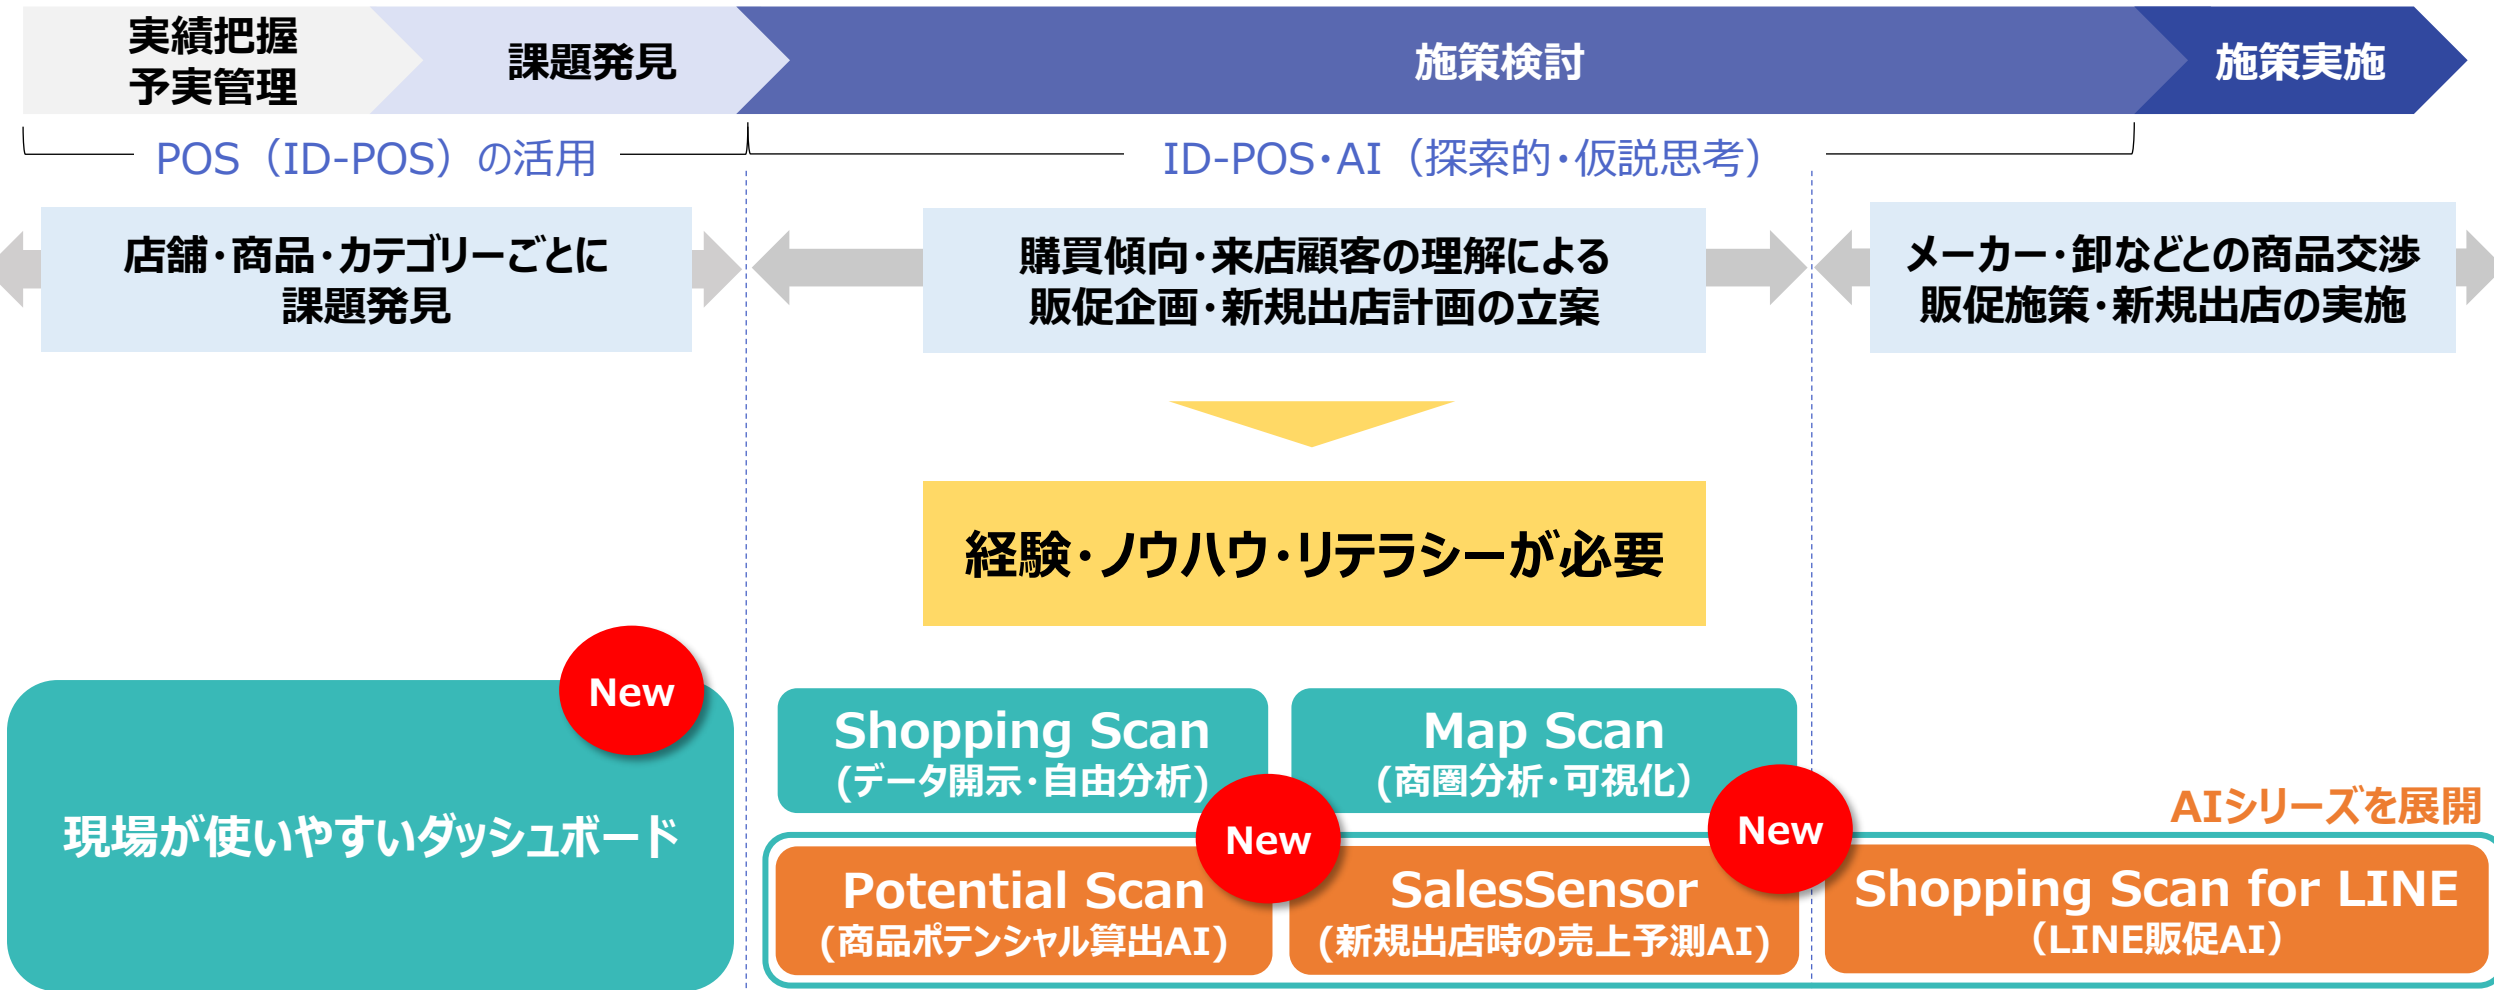 実績把握
予実管理
課題発見
施策検討
施策実施
POS（ID-POS）の活用
ID-POS・AI（探索的・仮説思考）
店舗・商品・カテゴリーごとに
課題発見
購買傾向・来店顧客の理解による
販促企画・新規出店計画の立案
メーカー・卸などとの商品交渉
販促施策・新規出店の実施
経験・ノウハウ・リテラシーが必要
New
現場が使いやすいダッシュボード
Shopping Scan
(データ開示・自由分析)
Map Scan
(商圏分析・可視化）
AIシリーズを展開
New
New
Potential Scan
(商品ポテンシャル算出AI)
SalesSensor
(新規出店時の売上予測AI)
Shopping Scan for LINE
（LINE販促AI）